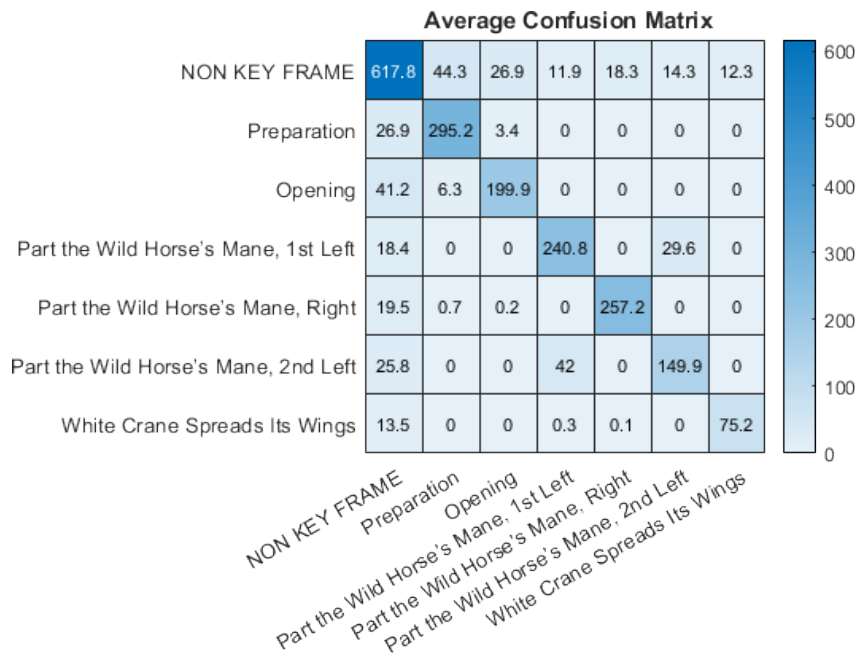 Average Confusion Matrix
NON KEY FRAME 617.8 44.3 26.9 11.9 18.3 14.3 12.3
Preparation 26.9 295.2 3.4 0 0 0 0
Opening 41.2 6.3 199.9 0 0 0 0
Part the Wild Horse's Mane, 1st Left 18.4 0 0 240.8 0 29.6 0
Part the Wild Horse's Mane, Right 19.5 0.7 0.2 0 257.2 0 0
Part the Wild Horse's Mane, 2nd Left 25.8 0 0 42 0 149.9 0
White Crane Spreads Its Wings 13.5 0 0 0.3 0.1 0 75.2
NON KEY FRAME
Preparation
Opening
Part the Wild Horse's Mane, 1st Left
Part the Wild Horse's Mane, Right
Part the Wild Horse's Mane, 2nd Left
White Crane Spreads Its Wings
600
500
400
300
200
100
0